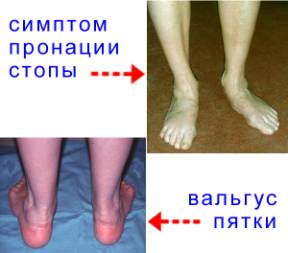 симптом
пронации
стопы
вальгус
пятки